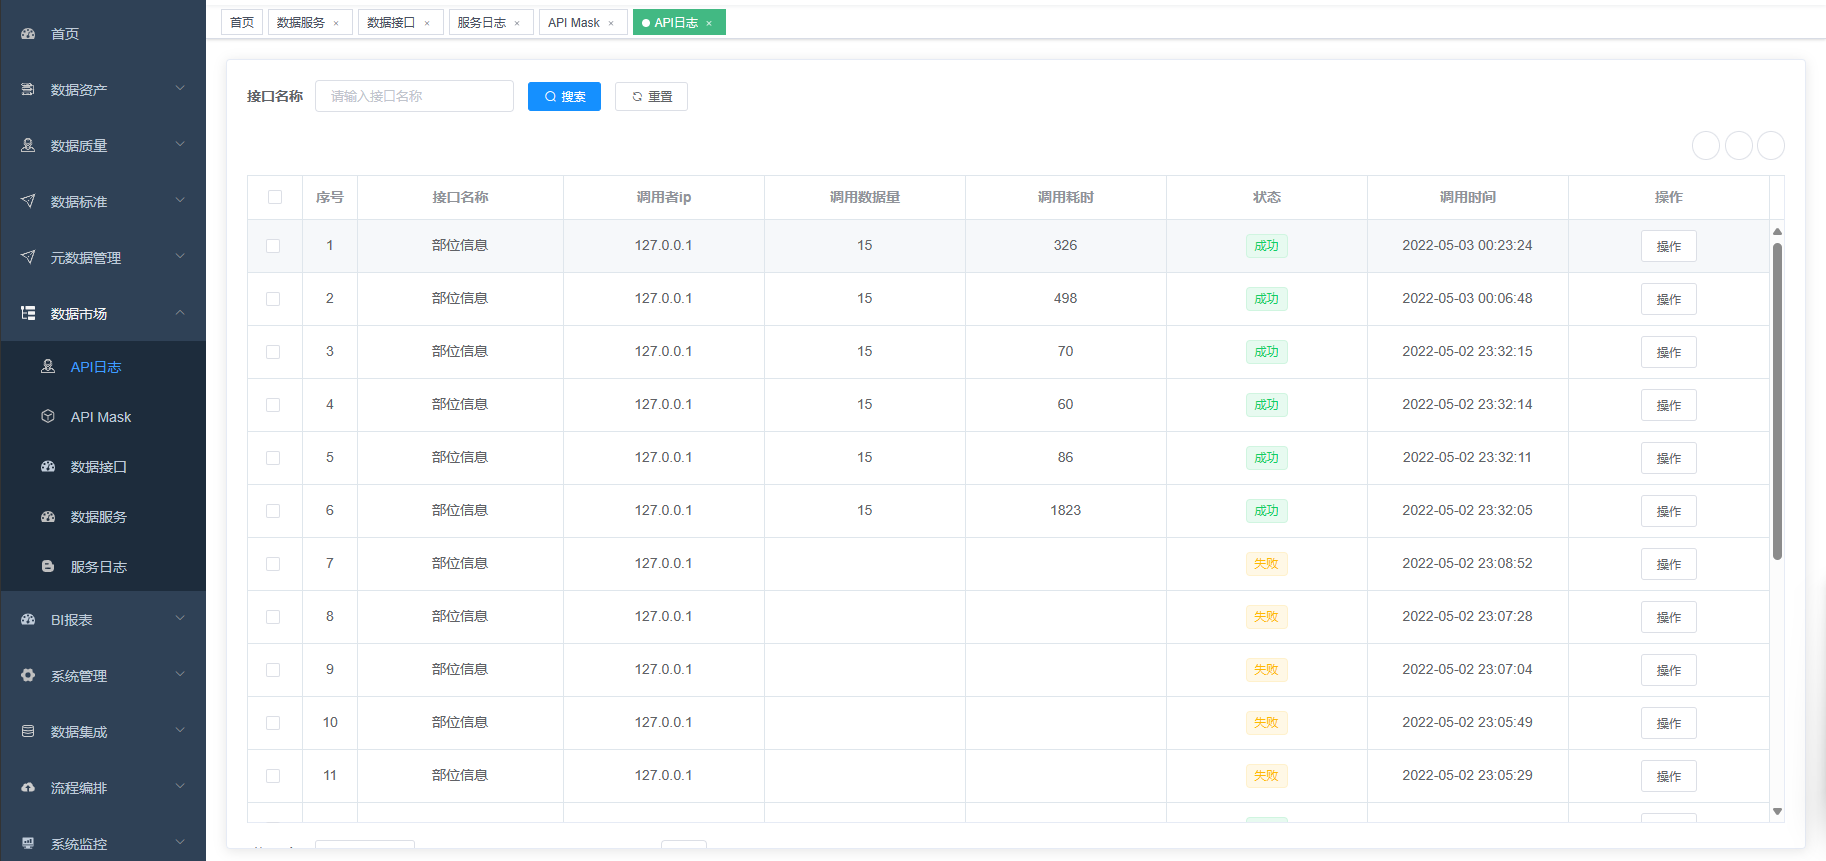 首页
数据资产
数据质量
数据标准
元数据管理
数据市场
API日志
API Mask
数据接口
数据服务
服务日志
BI报表
系统管理
数据集成
流程编排
系统监控
首页 数据服务 × 数据接口 × 服务日志 × API Mask × API日志 ×
接口名称 请输入接口名称 搜索 重置
序号 接口名称 调用者ip 调用数据量 调用耗时 状态 调用时间 操作
1 部位信息 127.0.0.1 15 326 成功 2022-05-03 00:23:24 操作
2 部位信息 127.0.0.1 15 498 成功 2022-05-03 00:06:48 操作
3 部位信息 127.0.0.1 15 70 成功 2022-05-02 23:32:15 操作
4 部位信息 127.0.0.1 15 60 成功 2022-05-02 23:32:14 操作
5 部位信息 127.0.0.1 15 86 成功 2022-05-02 23:32:11 操作
6 部位信息 127.0.0.1 15 1823 成功 2022-05-02 23:32:05 操作
7 部位信息 127.0.0.1 失败 2022-05-02 23:08:52 操作
8 部位信息 127.0.0.1 失败 2022-05-02 23:07:28 操作
9 部位信息 127.0.0.1 失败 2022-05-02 23:07:04 操作
10 部位信息 127.0.0.1 失败 2022-05-02 23:05:49 操作
11 部位信息 127.0.0.1 失败 2022-05-02 23:05:29 操作